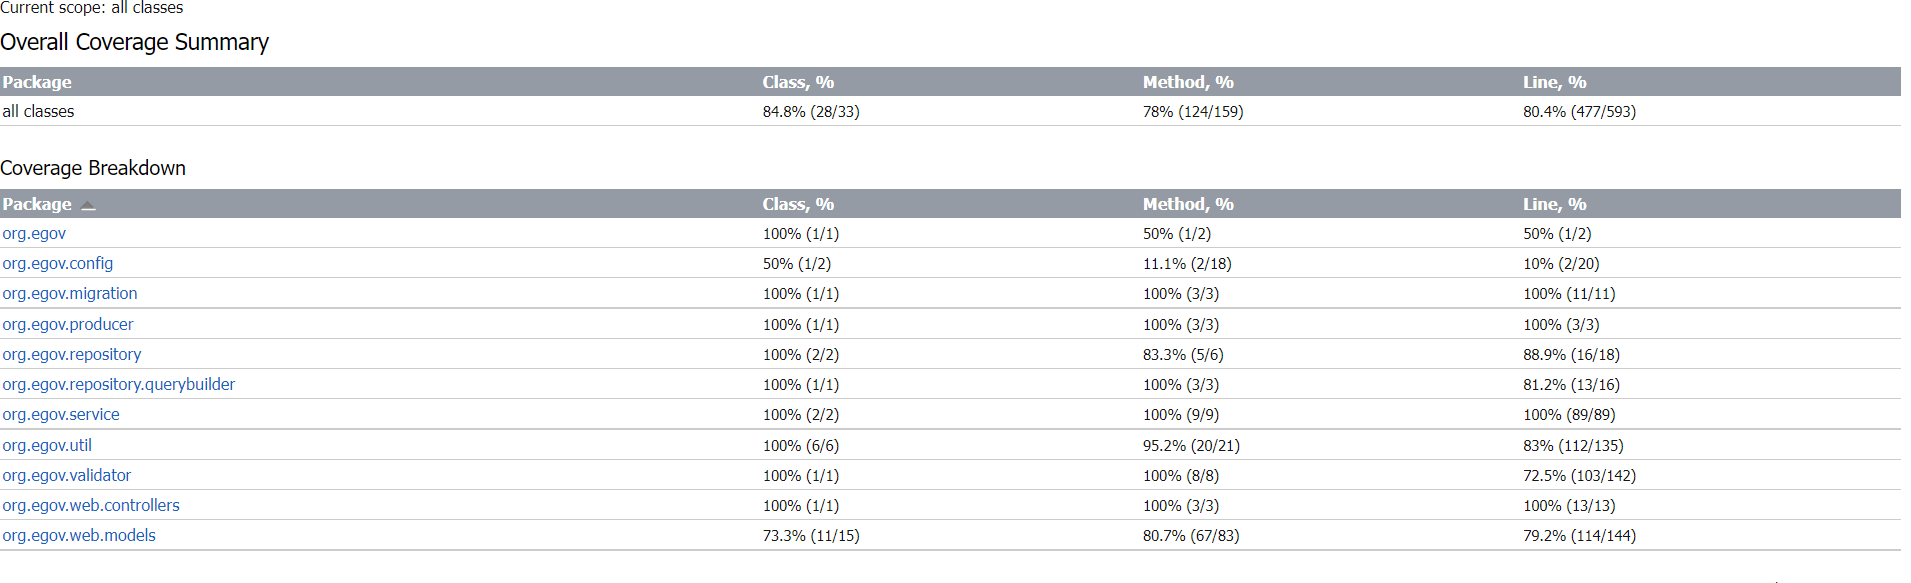 Current scope: all classes
Overall Coverage Summary
Package Class, % Method, % Line, %
all classes 84.8% (28/33) 78% (124/159) 80.4% (477/593)
Coverage Breakdown
Package Class, % Method, % Line, %
org.egov 100% (1/1) 50% (1/2) 50% (1/2)
org.egov.config 50% (1/2) 11.1% (2/18) 10% (2/20)
org.egov.migration 100% (1/1) 100% (3/3) 100% (11/11)
org.egov.producer 100% (1/1) 100% (3/3) 100% (3/3)
org.egov.repository 100% (2/2) 83.3% (5/6) 88.9% (16/18)
org.egov.repository.querybuilder 100% (1/1) 100% (3/3) 81.2% (13/16)
org.egov.service 100% (2/2) 100% (9/9) 100% (89/89)
org.egov.util 100% (6/6) 95.2% (20/21) 83% (112/135)
org.egov.validator 100% (1/1) 100% (8/8) 72.5% (103/142)
org.egov.web.controllers 100% (1/1) 100% (3/3) 100% (13/13)
org.egov.web.models 73.3% (11/15) 80.7% (67/83) 79.2% (114/144)